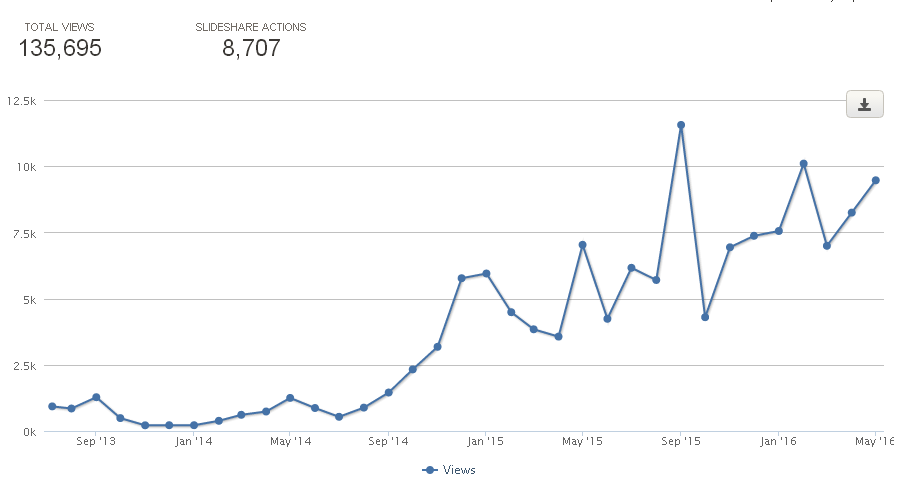 TOTAL VIEWS
SLIDESHARE ACTIONS
135,695
8,707
12.5k
10k
7.5k
5k
2.5k
0k
Sep '13
Jan '14
May '14
Sep '14
Jan '15
May '15
Sep '15
Jan '16
May '16
Views